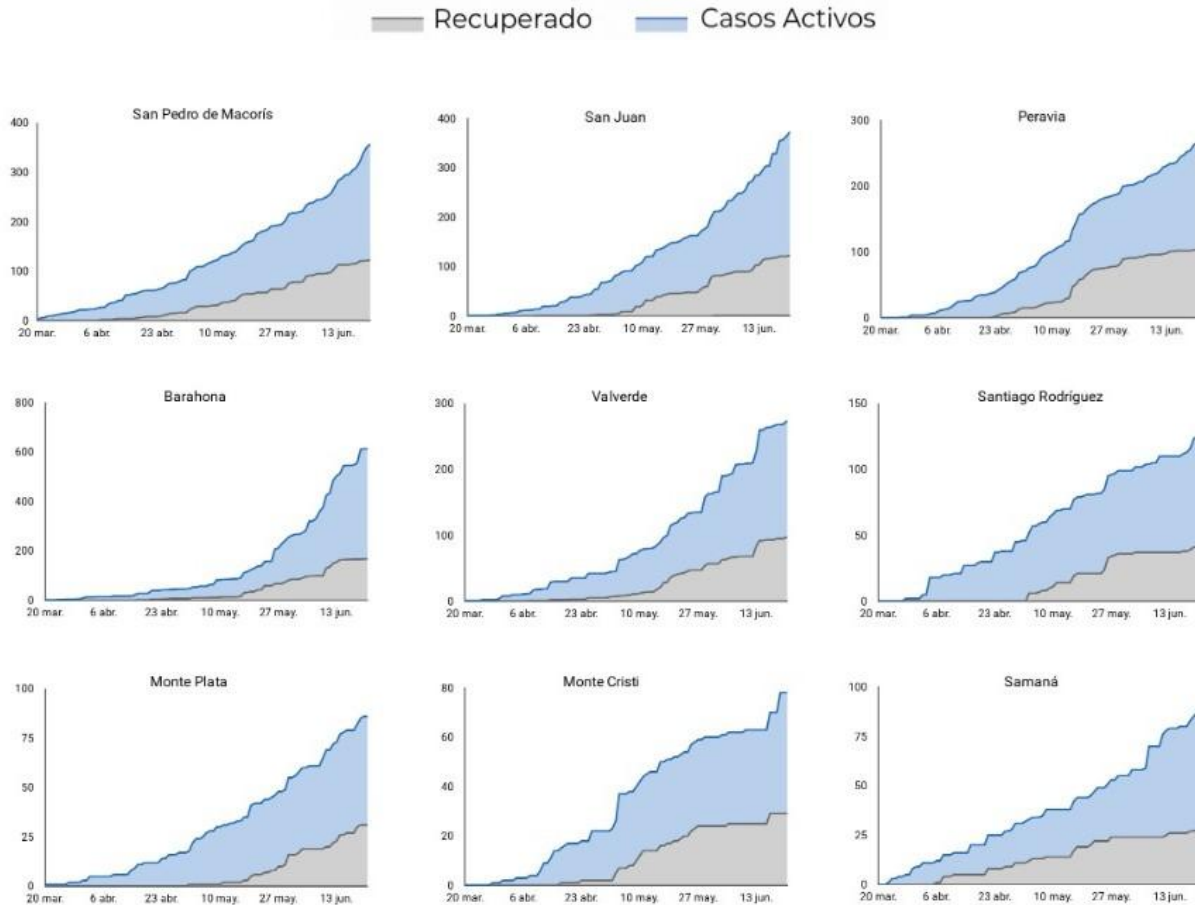 Recuperado Casos Activos
San Pedro de Macorís San Juan Peravia
400 400 300
300 300
200 200 200
100 100 100
0 0 0
20 mar. 6 abr. 23 abr. 10 may. 27 may. 13 jun. 20 mar. 6 abr. 23 abr. 10 may. 27 may. 13 jun. 20 mar. 6 abr. 23 abr. 10 may. 27 may. 13 jun.
Barahona Valverde Santiago Rodríguez
800 300 150
600
200 100
400
100 50
200
0 0 0
20 mar. 6 abr. 23 abr. 10 may. 27 may. 13 jun. 20 mar. 6 abr. 23 abr. 10 may. 27 may. 13 jun. 20 mar. 6 abr. 23 abr. 10 may. 27 may. 13 jun.
Monte Plata Monte Cristi Samaná
100 80 100
75 60 75
50 40 50
25 20 25
0 0 0
20 mar. 6 abr. 23 abr. 10 may. 27 may. 13 jun. 20 mar. 6 abr. 23 abr. 10 may. 27 may. 13 jun. 20 mar. 6 abr. 23 abr. 10 may. 27 may. 13 jun.